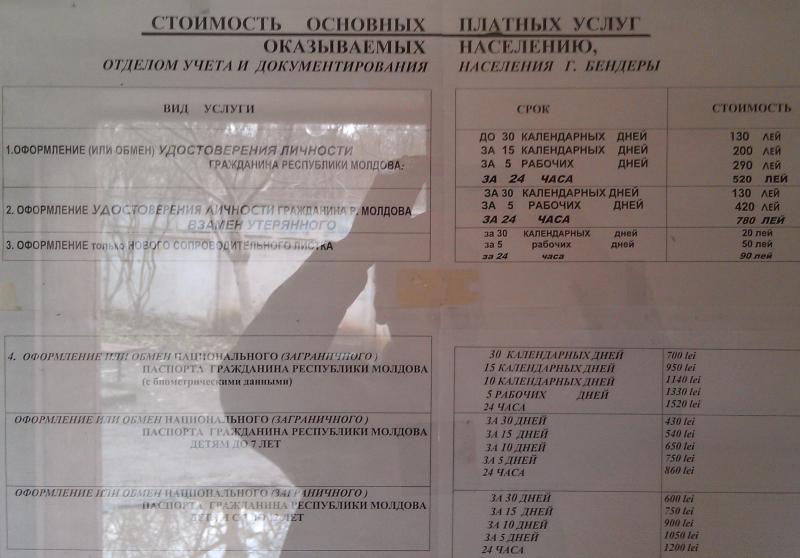 СТОИМОСТЬ ОСНОВНЫХ ПЛАТНЫХ УСЛУГ
ОКАЗЫВАЕМЫХ НАСЕЛЕНИЮ,
ОТДЕЛОМ УЧЕТА И ДОКУМЕНТИРОВАНИЯ НАСЕЛЕНИЯ Г. БЕНДЕРЫ
ВИД УСЛУГИ СРОК СТОИМОСТЬ
1.ОФОРМЛЕНИЕ (ИЛИ ОБМЕН) УДОСТОВЕРЕНИЯ ЛИЧНОСТИ
ГРАЖДАНИНА РЕСПУБЛИКИ МОЛДОВА:
ДО 30 КАЛЕНДАРНЫХ ДНЕЙ 130 ЛЕЙ
ЗА 15 КАЛЕНДАРНЫХ ДНЕЙ 200 ЛЕЙ
ЗА 5 РАБОЧИХ ДНЕЙ 290 ЛЕЙ
ЗА 24 ЧАСА 520 ЛЕЙ
2. ОФОРМЛЕНИЕ УДОСТОВЕРЕНИЯ ЛИЧНОСТИ ГРАЖДАНИНА Р. МОЛДОВА
ВЗАМЕН УТЕРЯННОГО
ЗА 30 КАЛЕНДАРНЫХ ДНЕЙ 130 ЛЕЙ
ЗА 5 РАБОЧИХ ДНЕЙ 420 ЛЕЙ
ЗА 24 ЧАСА 780 ЛЕЙ
3. ОФОРМЛЕНИЕ только НОВОГО СОПРОВОДИТЕЛЬНОГО ЛИСТКА
за 30 КАЛЕНДАРНЫХ дней 20 лей
за 5 рабочих дней 50 лей
за 24 часа 90 лей
4. ОФОРМЛЕНИЕ ИЛИ ОБМЕН НАЦИОНАЛЬНОГО (ЗАГРАНИЧНОГО )
ПАСПОРТА ГРАЖДАНИНА РЕСПУБЛИКИ МОЛДОВА
(с биометрическими данными)
30 КАЛЕНДАРНЫХ ДНЕЙ 700 lei
15 КАЛЕНДАРНЫХ ДНЕЙ 950 lei
10 КАЛЕНДАРНЫХ ДНЕЙ 1140 lei
5 РАБОЧИХ ДНЕЙ 1330 lei
24 ЧАСА 1520 lei
ОФОРМЛЕНИЕ ИЛИ ОБМЕН НАЦИОНАЛЬНОГО (ЗАГРАНИЧНОГО )
ПАСПОРТА ГРАЖДАНИНА РЕСПУБЛИКИ МОЛДОВА
ДЕТЯМ ДО 7 ЛЕТ
ЗА 30 ДНЕЙ 430 lei
ЗА 15 ДНЕЙ 540 lei
ЗА 10 ДНЕЙ 650 lei
ЗА 5 ДНЕЙ 750 lei
24 ЧАСА 860 lei
ОФОРМЛЕНИЕ ИЛИ ОБМЕН НАЦИОНАЛЬНОГО (ЗАГРАНИЧНОГО )
ПАСПОРТА ГРАЖДАНИНА РЕСПУБЛИКИ МОЛДОВА
ЛЕТ
ЗА 30 ДНЕЙ 600 lei
ЗА 15 ДНЕЙ 750 lei
ЗА 10 ДНЕЙ 900 lei
ЗА 5 ДНЕЙ 1050 lei
24 ЧАСА 1200 lei